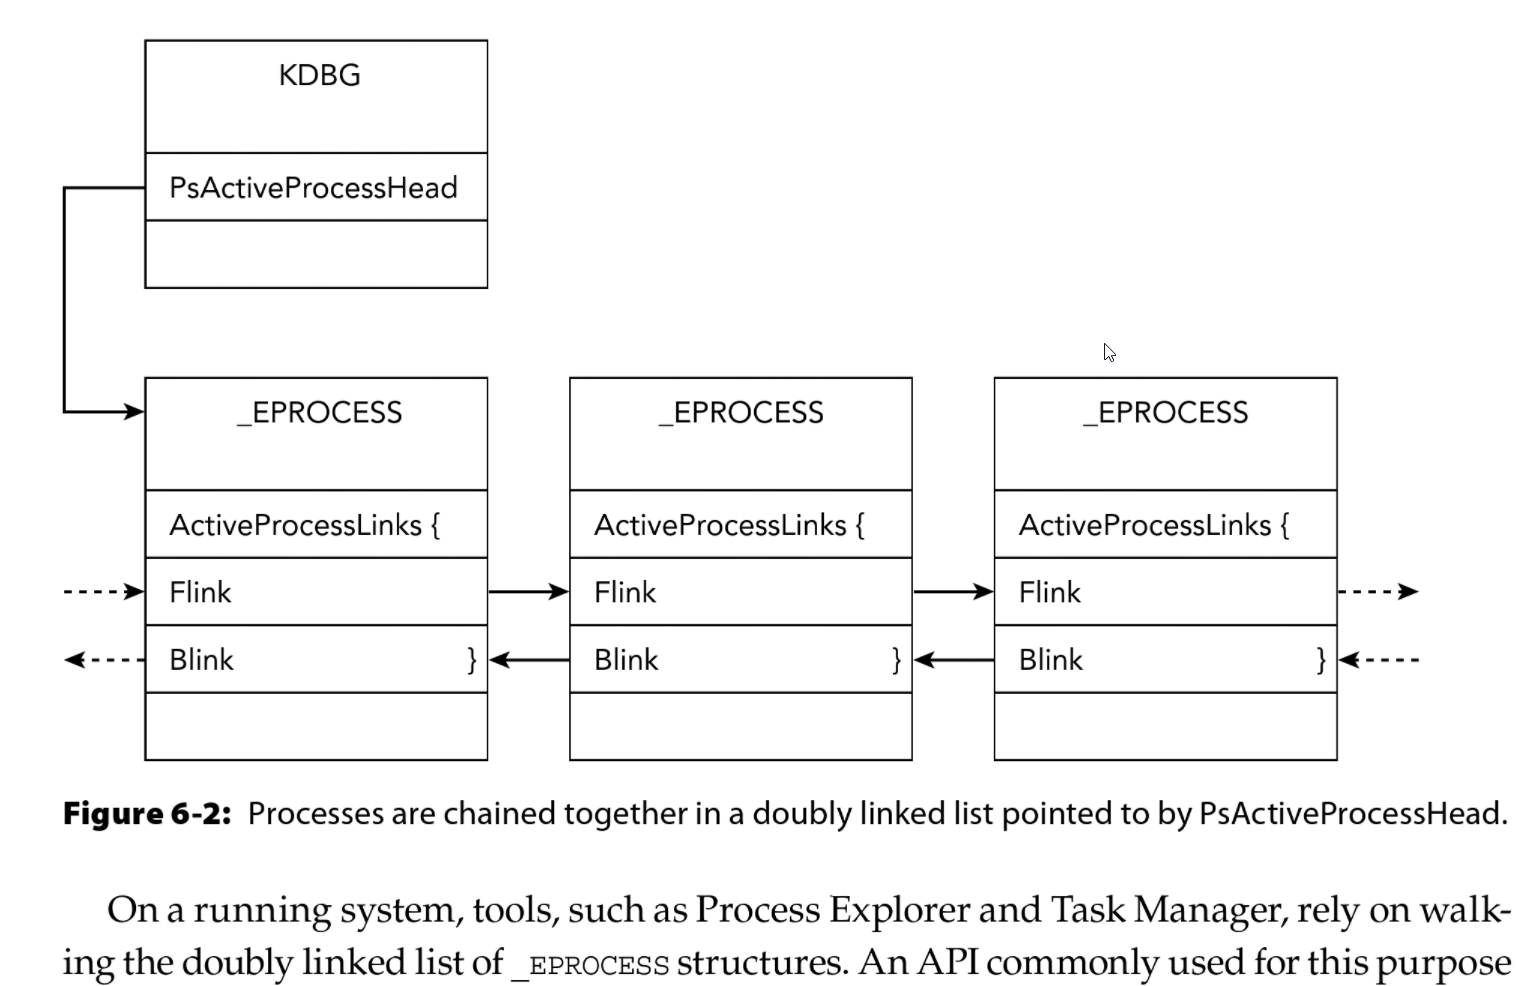 KDBG
PsActiveProcessHead
_EPROCESS
ActiveProcessLinks {
Flink
Blink }
_EPROCESS
ActiveProcessLinks {
Flink
Blink }
_EPROCESS
ActiveProcessLinks {
Flink
Blink }
Figure 6-2: Processes are chained together in a doubly linked list pointed to by PsActiveProcessHead.
On a running system, tools, such as Process Explorer and Task Manager, rely on walk-
ing the doubly linked list of _EPROCESS structures. An API commonly used for this purpose